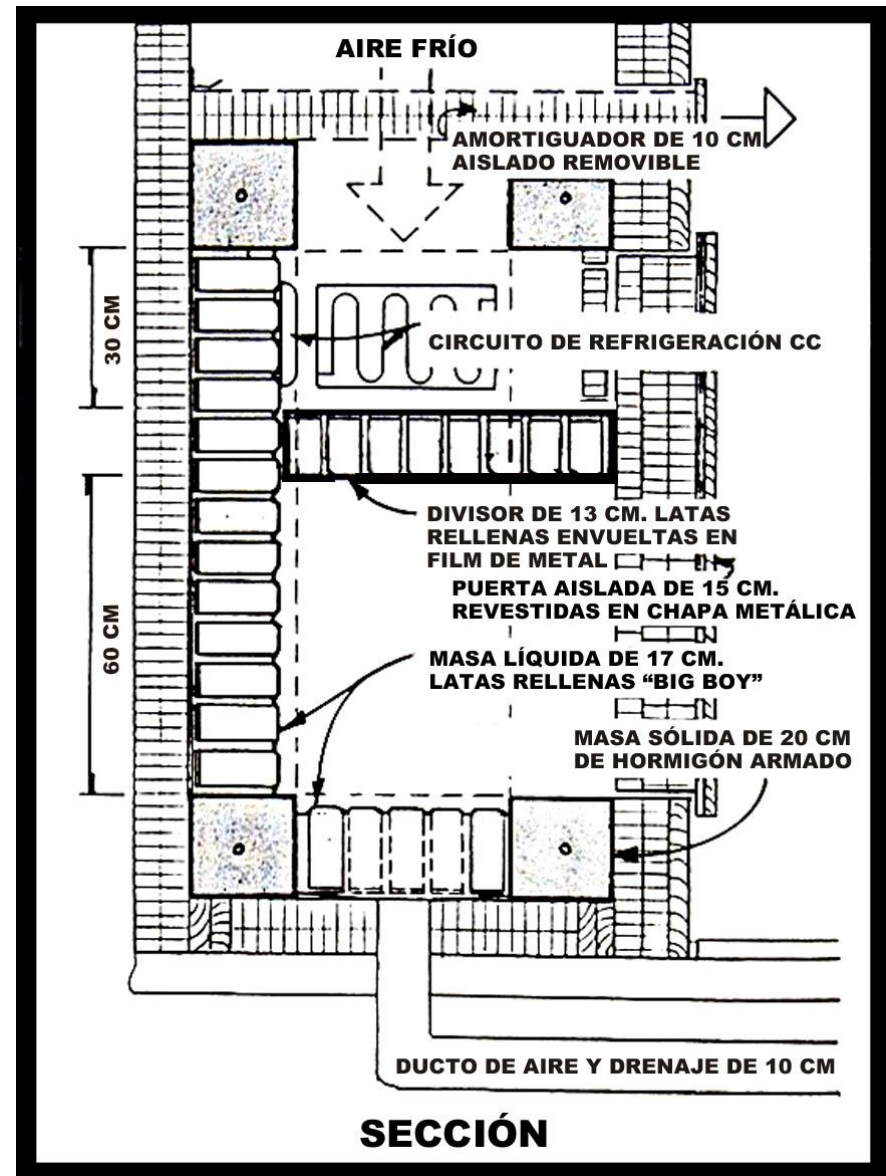 AIRE FRÍO
AMORTIGUADOR DE 10 CM
AISLADO REMOVIBLE
30 CM
CIRCUITO DE REFRIGERACIÓN CC
DIVISOR DE 13 CM. LATAS
RELLENAS ENVUELTAS EN
FILM DE METAL
PUERTA AISLADA DE 15 CM.
REVESTIDAS EN CHAPA METÁLICA
60 CM
MASA LÍQUIDA DE 17 CM.
LATAS RELLENAS “BIG BOY”
MASA SÓLIDA DE 20 CM
DE HORMIGÓN ARMADO
DUCTO DE AIRE Y DRENAJE DE 10 CM
SECCIÓN